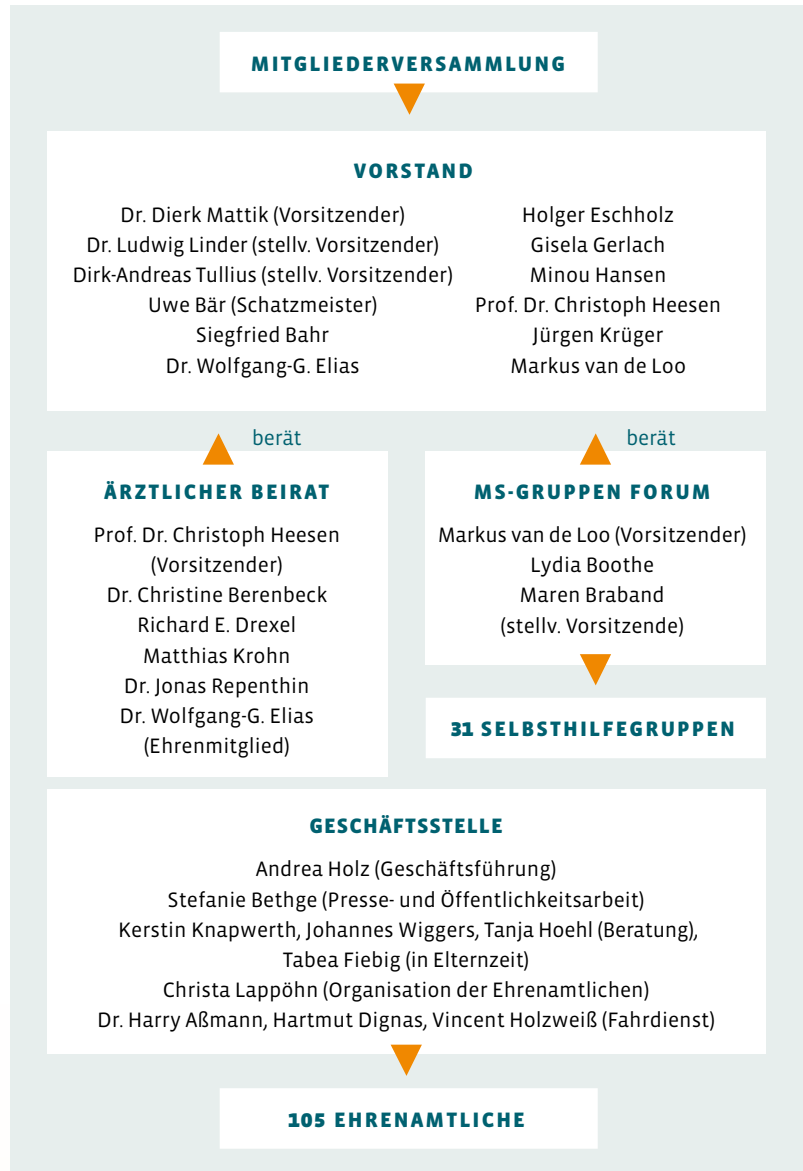 MITGLIEDERVERSAMMLUNG
VORSTAND
Dr. Dierk Mattik (Vorsitzender)
Dr. Ludwig Linder (stellv. Vorsitzender)
Dirk-Andreas Tullius (stellv. Vorsitzender)
Uwe Bär (Schatzmeister)
Siegfried Bahr
Dr. Wolfgang-G. Elias
Holger Eschholz
Gisela Gerlach
Minou Hansen
Prof. Dr. Christoph Heesen
Jürgen Krüger
Markus van de Loo
berät
ÄRZTLICHER BEIRAT
Prof. Dr. Christoph Heesen
(Vorsitzender)
Dr. Christine Berenbeck
Richard E. Drexel
Matthias Krohn
Dr. Jonas Repenthin
Dr. Wolfgang-G. Elias
(Ehrenmitglied)
berät
MS-GRUPPEN FORUM
Markus van de Loo (Vorsitzender)
Lydia Boothe
Maren Braband
(stellv. Vorsitzende)
31 SELBSTHILFEGRUPPEN
GESCHÄFTSSTELLE
Andrea Holz (Geschäftsführung)
Stefanie Bethge (Presse- und Öffentlichkeitsarbeit)
Kerstin Knapwerth, Johannes Wiggers, Tanja Hoehl (Beratung),
Tabea Fiebig (in Elternzeit)
Christa Lappöhn (Organisation der Ehrenamtlichen)
Dr. Harry Aßmann, Hartmut Dignas, Vincent Holzweiß (Fahrdienst)
105 EHRENAMTLICHE